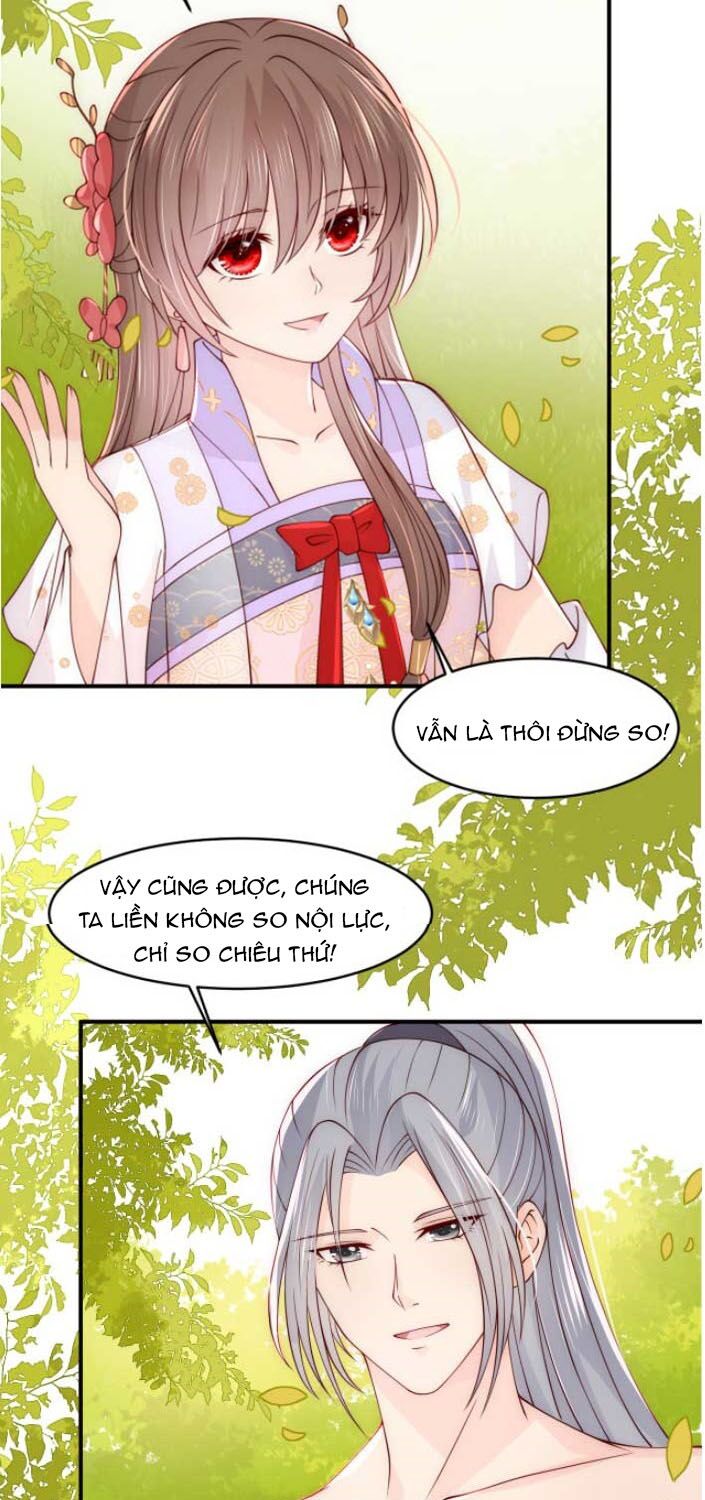 VẪN LÀ THÔI ĐỪNG SO!
VẬY CŨNG ĐƯỢC, CHÚNG
TA LIỀN KHÔNG SO NỘI LỰC,
CHỈ SO CHIÊU THỨ!